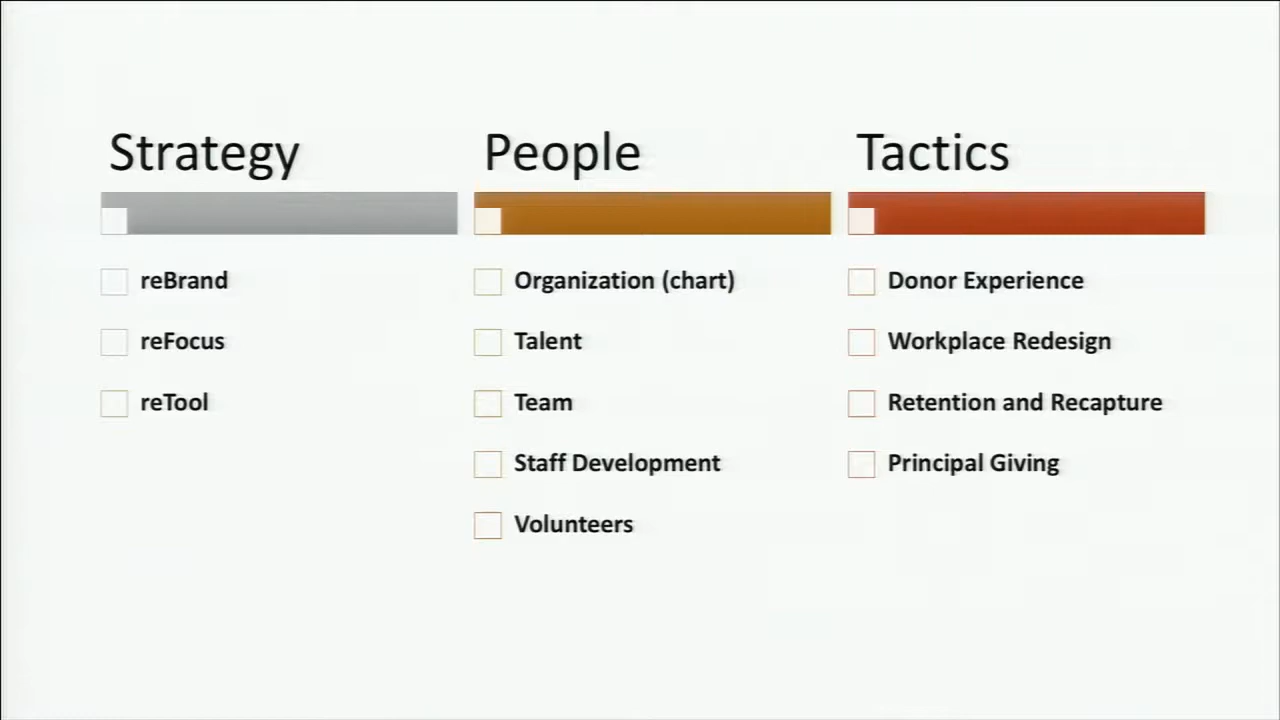 Strategy
reBrand
reFocus
reTool
People
Organization (chart)
Talent
Team
Staff Development
Volunteers
Tactics
Donor Experience
Workplace Redesign
Retention and Recapture
Principal Giving